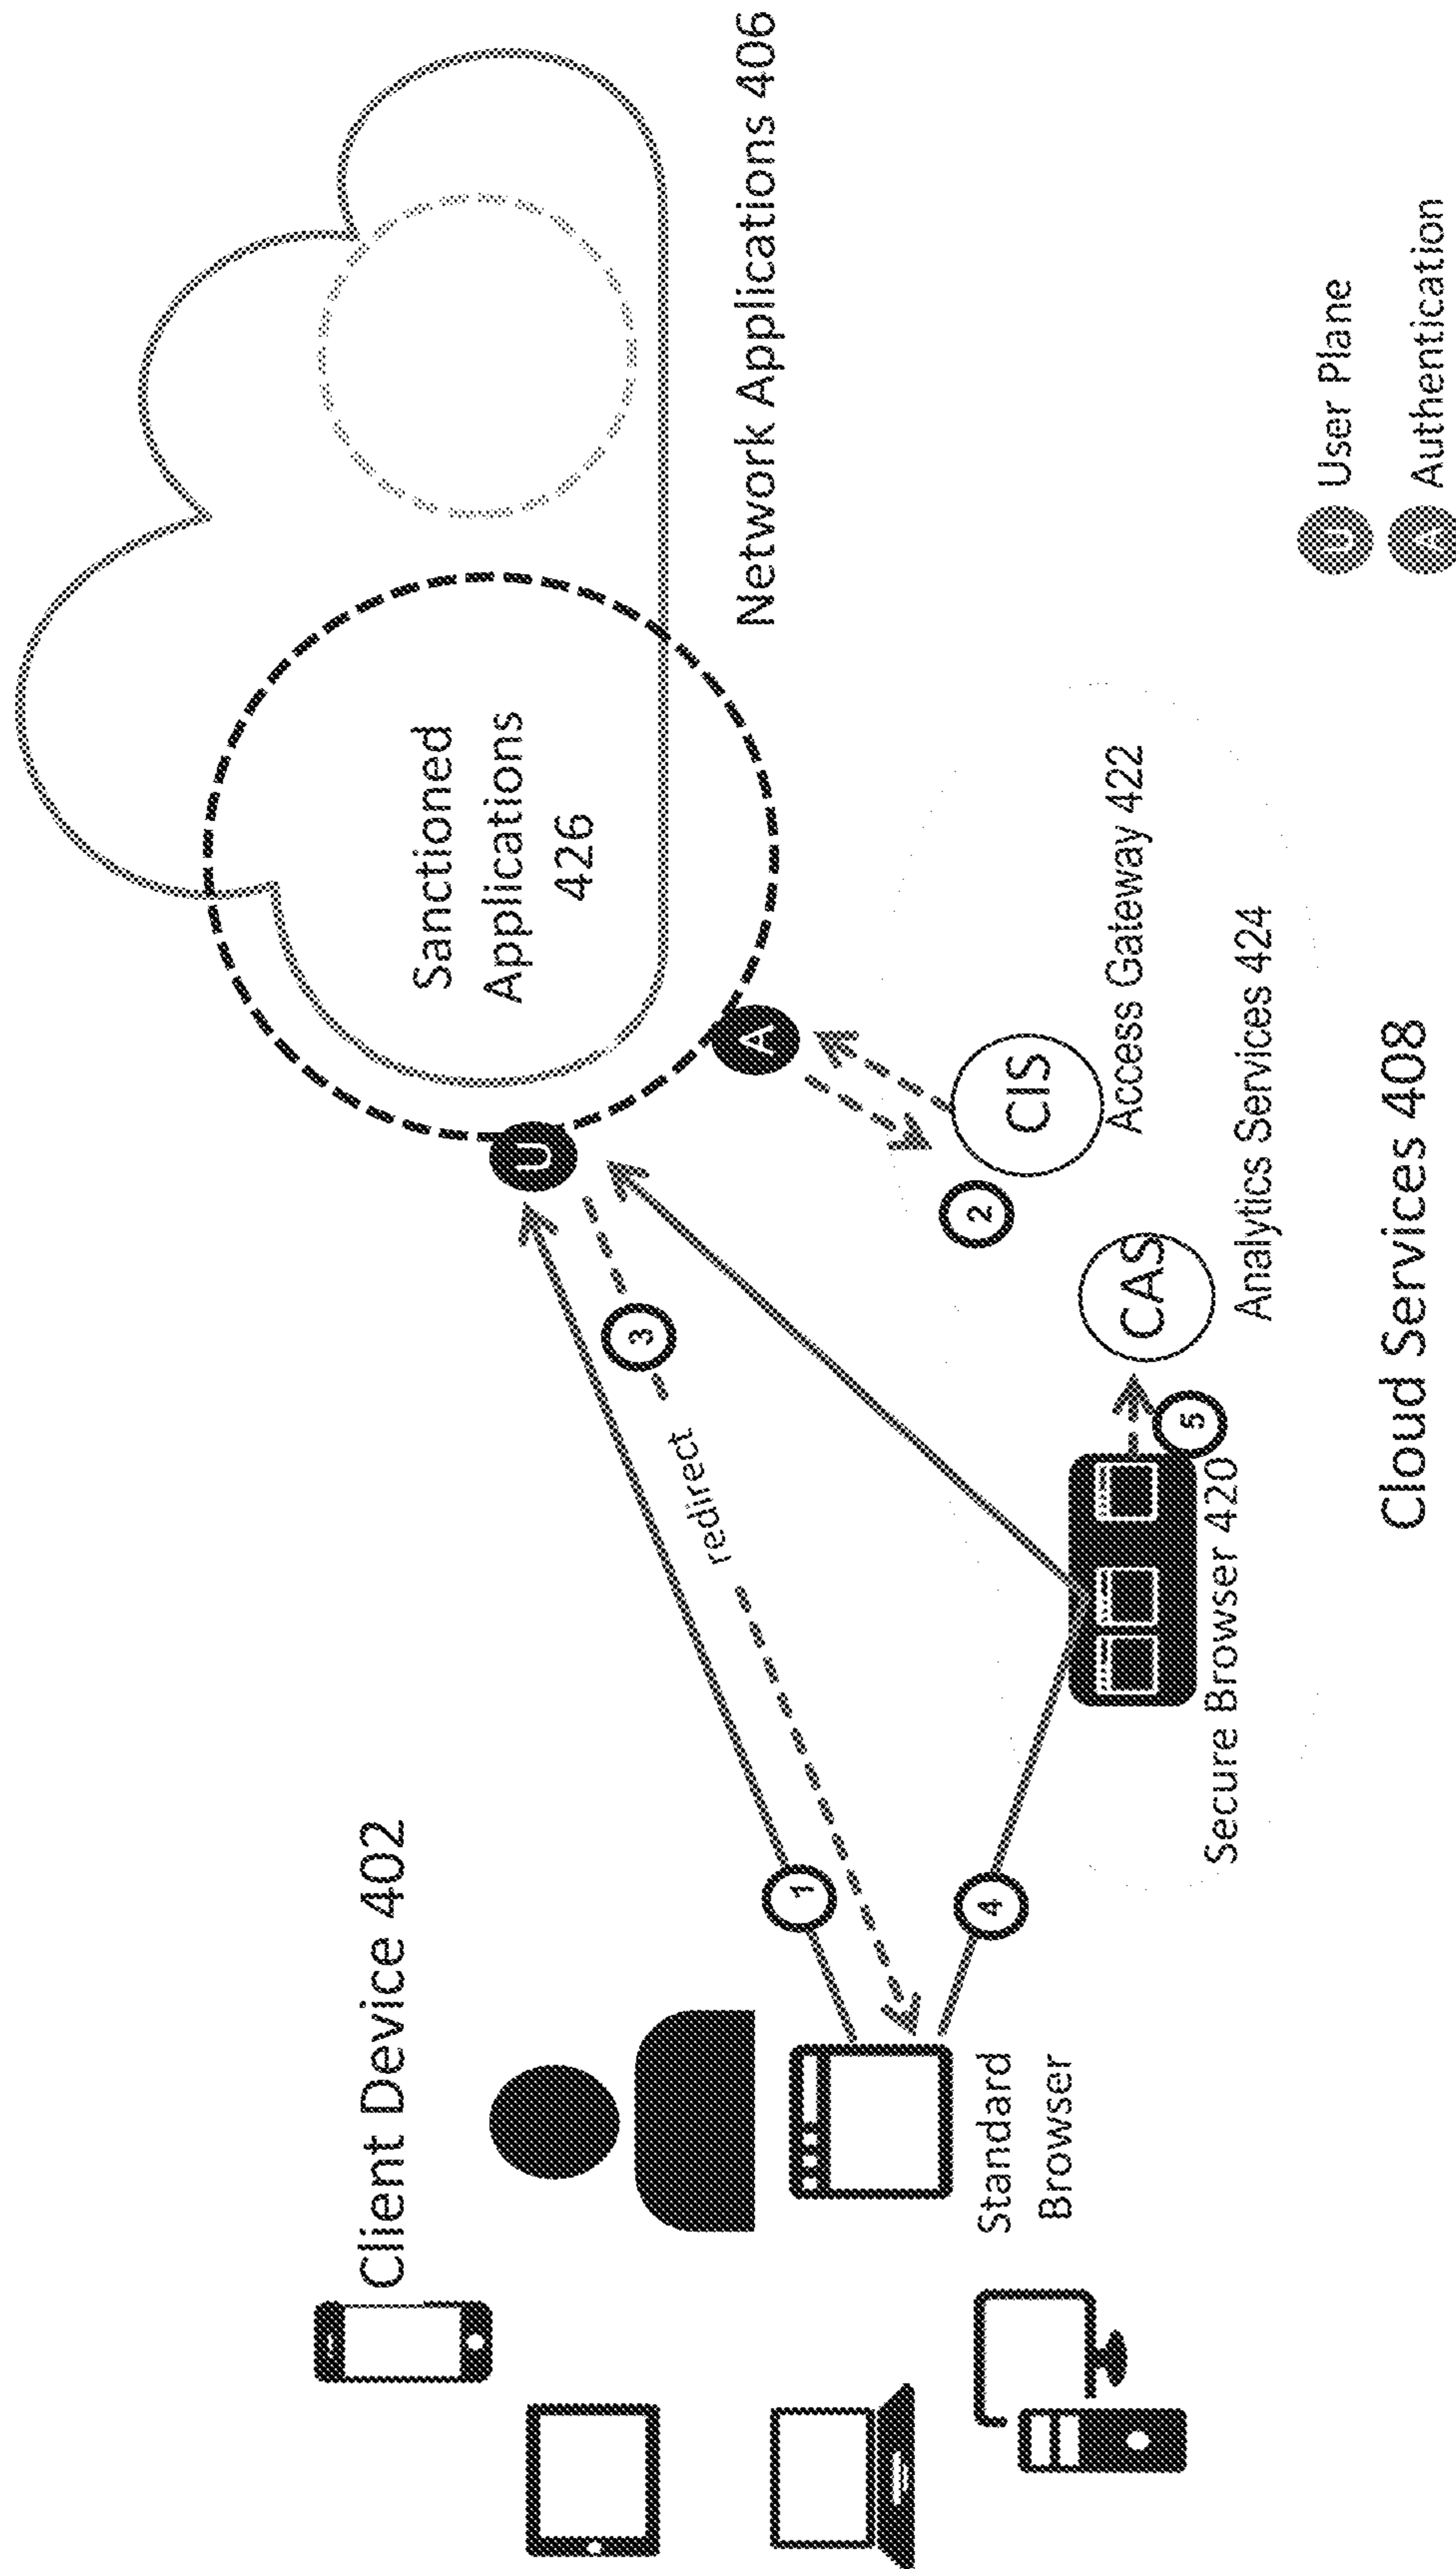 Client Device 402
Standard
Browser
1
3
redirect
4
U
A
Sanctioned
Applications
426
Network Applications 406
2
CIS
Access Gateway 422
CAS
Analytics Services 424
5
Secure Browser 420
Cloud Services 408
U User Plane
A Authentication